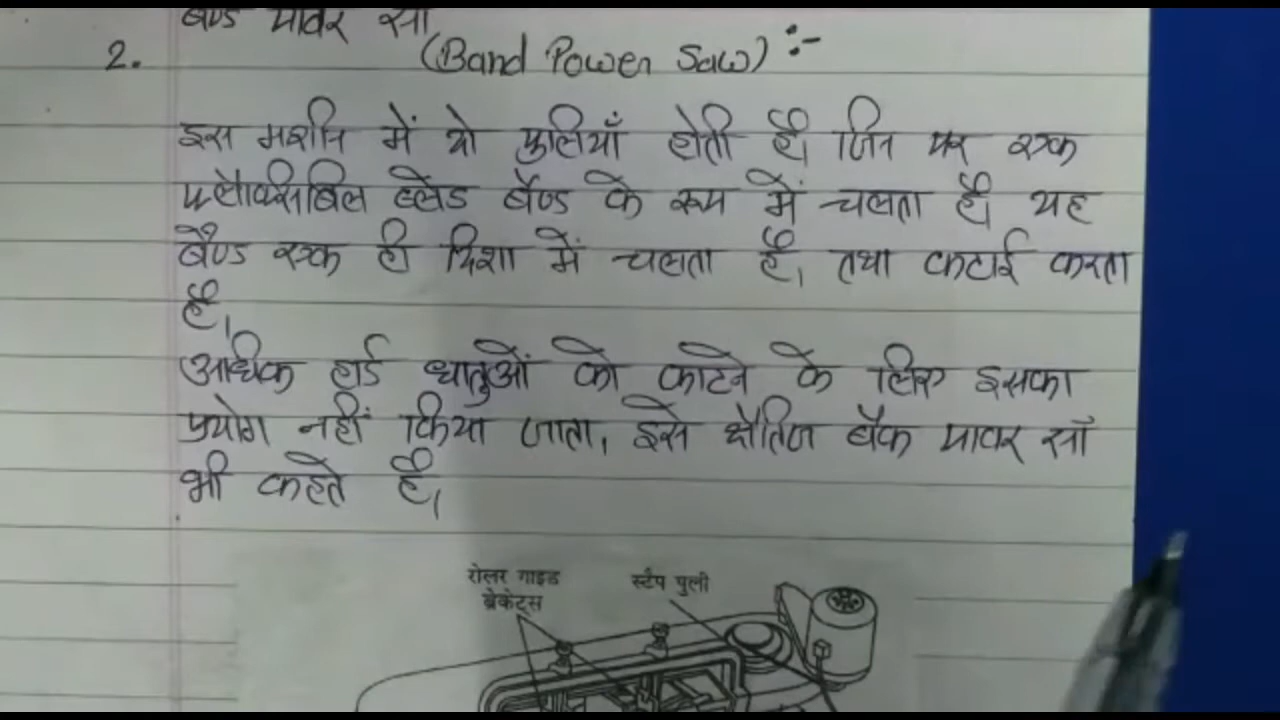 बैण्ड पावर सॉ
2. (Band Power Saw) :-
इस मशीन में दो पुलियाँ होती है। जिन पर एक
फ्लैक्सिबिल ब्लेड बैण्ड के रूप में चलता है। यह
बैण्ड एक ही दिशा में चलता है। तथा कटाई करता
है।
अधिक हार्ड धातुओं को काटने के लिए इसका
प्रयोग नहीं किया जाता। इसे क्षैतिज बैक पावर सॉ
भी कहते है।
रोलर गाइड स्टैप पुली
ब्रेकेट्स